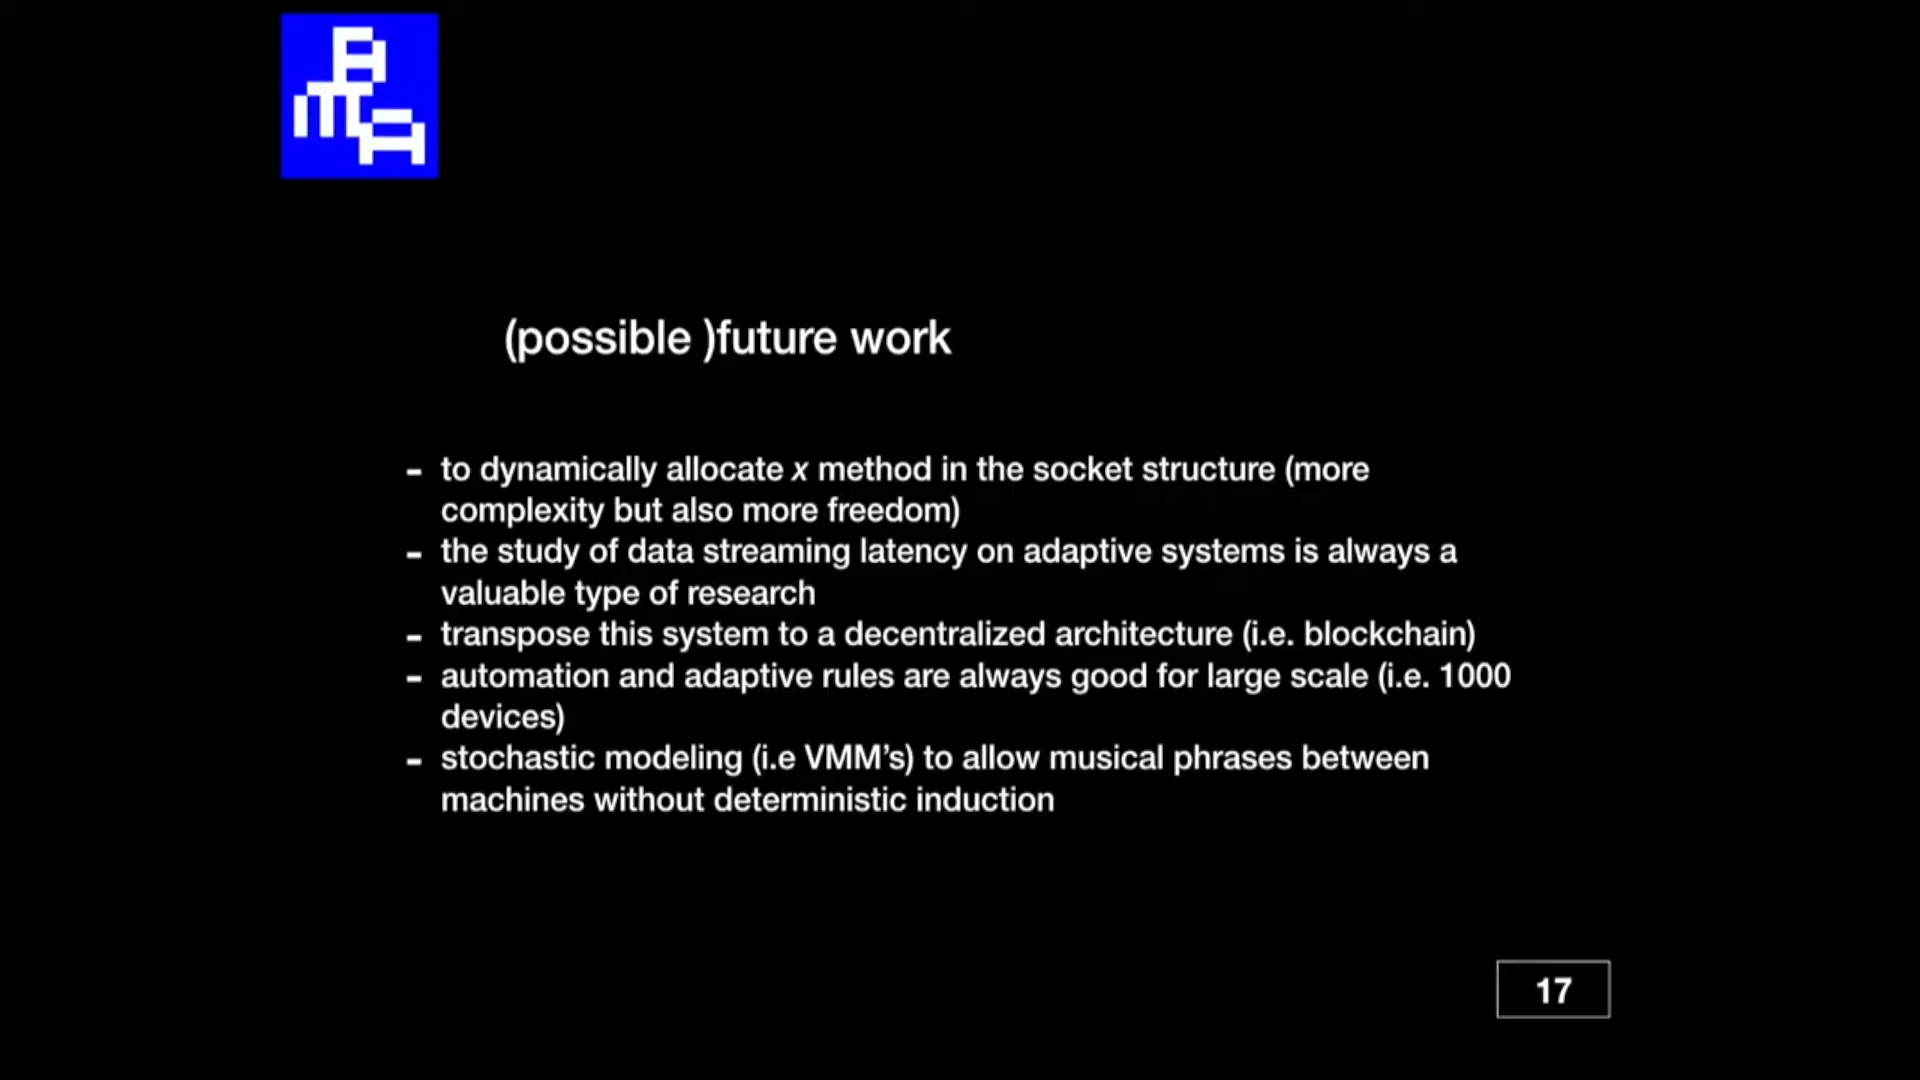 (possible )future work
- to dynamically allocate x method in the socket structure (more
complexity but also more freedom)
- the study of data streaming latency on adaptive systems is always a
valuable type of research
- transpose this system to a decentralized architecture (i.e. blockchain)
- automation and adaptive rules are always good for large scale (i.e. 1000
devices)
- stochastic modeling (i.e VMM’s) to allow musical phrases between
machines without deterministic induction
17